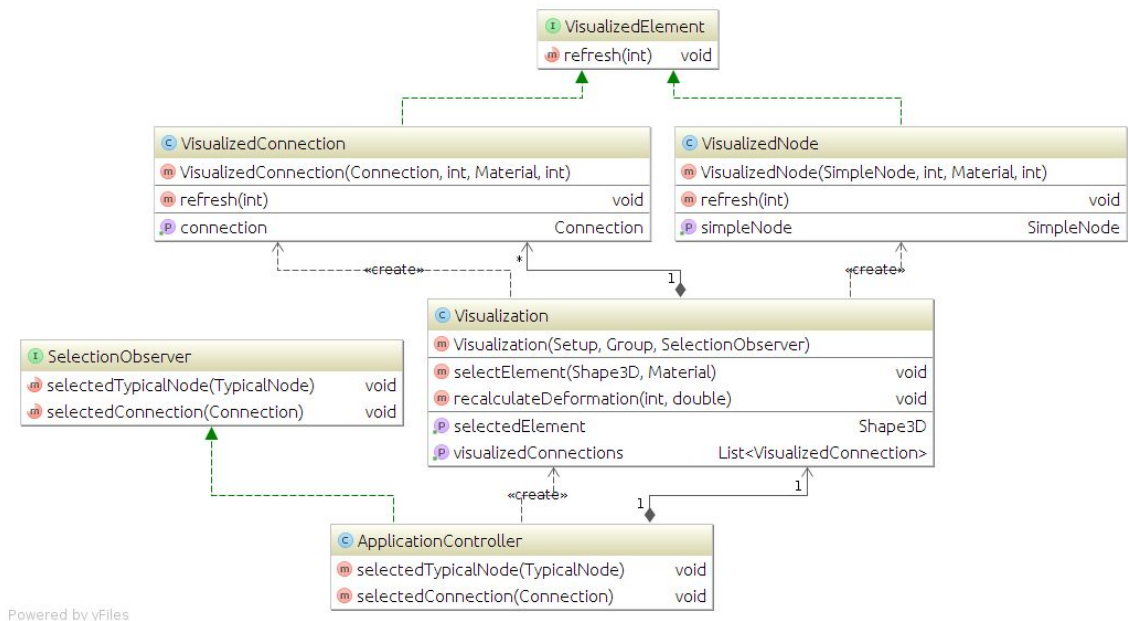 I VisualizedElement
m refresh(int) void
C VisualizedConnection
m VisualizedConnection(Connection, int, Material, int)
m refresh(int) void
P connection Connection
C VisualizedNode
m VisualizedNode(SimpleNode, int, Material, int)
m refresh(int) void
P simpleNode SimpleNode
«create»
*
1
«create»
C Visualization
m Visualization(Setup, Group, SelectionObserver)
m selectElement(Shape3D, Material) void
m recalculateDeformation(int, double) void
P selectedElement Shape3D
P visualizedConnections List<VisualizedConnection>
I SelectionObserver
m selectedTypicalNode(TypicalNode) void
m selectedConnection(Connection) void
«create»
1
1
C ApplicationController
m selectedTypicalNode(TypicalNode) void
m selectedConnection(Connection) void
Powered by yFiles